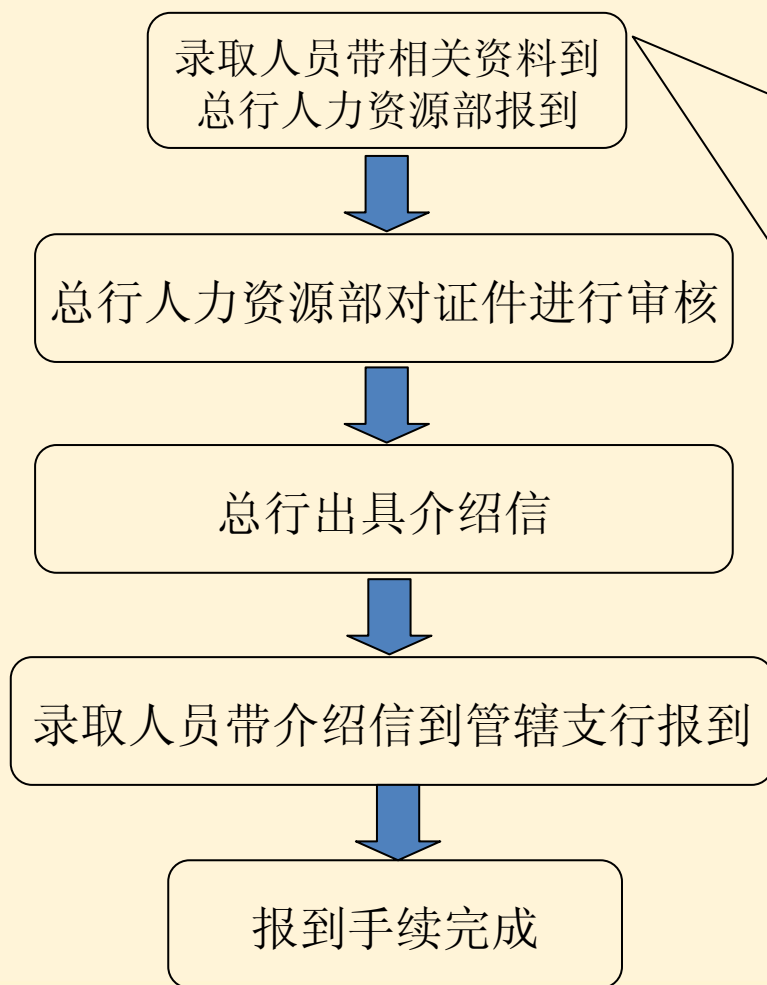 录取人员带相关资料到
总行人力资源部报到
总行人力资源部对证件进行审核
总行出具介绍信
录取人员带介绍信到管辖支行报到
报到手续完成